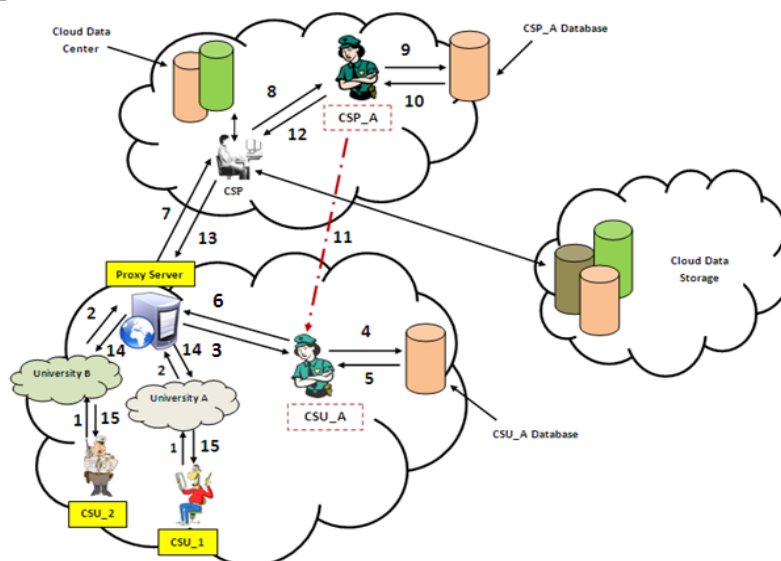 Cloud Data
Center
CSP_A Database
9
8
10
12
CSP_A
CSP
7
13
11
Cloud Data
Storage
Proxy Server
2
6
14
3
14
4
2
5
University B
University A
CSU_A
1
15
1
15
CSU_A Database
CSU_2
CSU_1